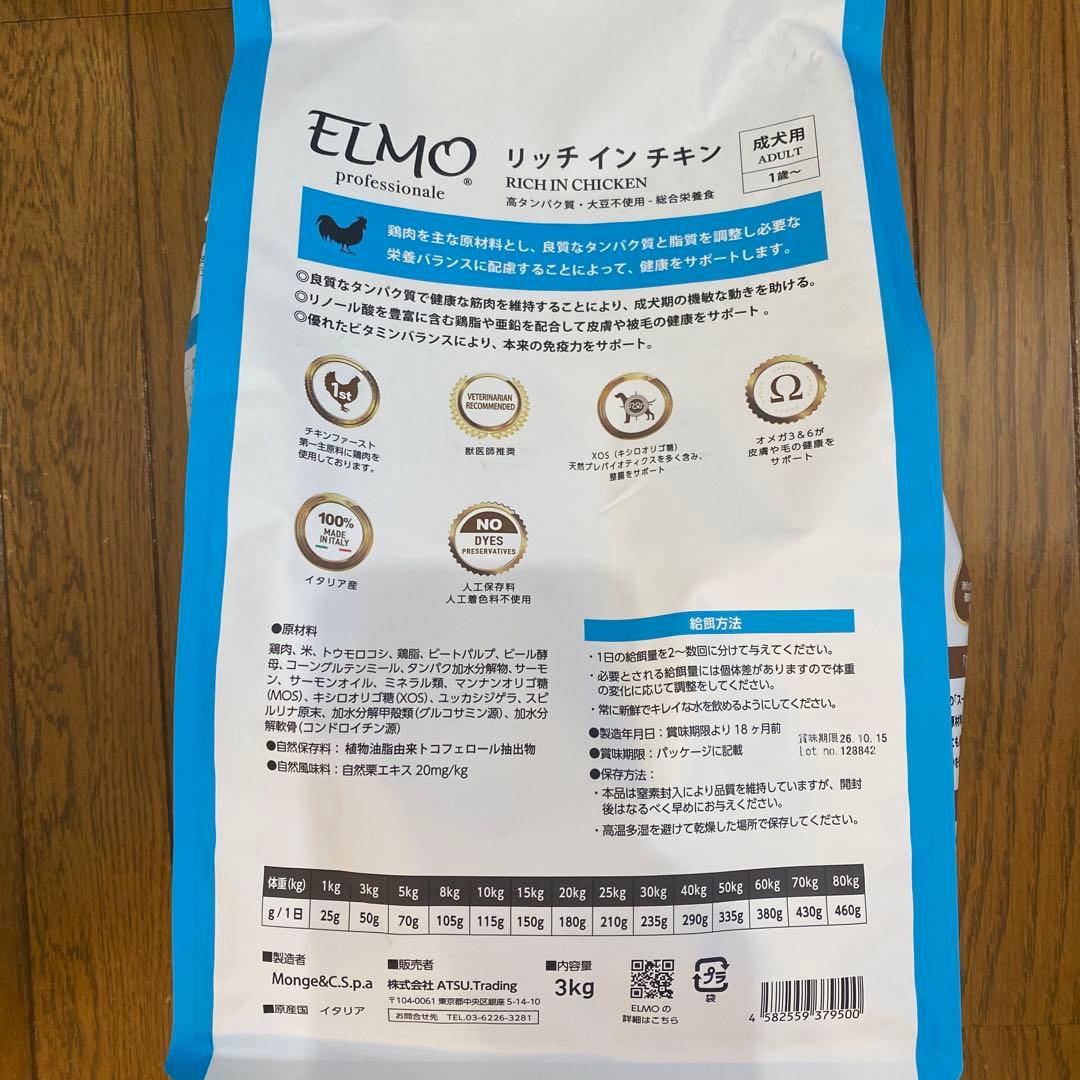 ELMO®
professionale
リッチ イン チキン
RICH IN CHICKEN
高タンパク質・大豆不使用 - 総合栄養食
成犬用
ADULT
1歳〜
鶏肉を主な原材料とし、良質なタンパク質と脂質を調整し必要な
栄養バランスに配慮することによって、健康をサポートします。
◎良質なタンパク質で健康な筋肉を維持することにより、成犬期の機敏な動きを助ける。
◎リノール酸を豊富に含む鶏脂や亜鉛を配合して皮膚や被毛の健康をサポート 。
◎優れたビタミンバランスにより、本来の免疫力をサポート。
1st
チキンファースト
第一主原料に鶏肉を
使用しております。
VETERINARIAN
RECOMMENDED
獣医師推奨
XOS
XOS（キシロオリゴ糖）
天然プレバイオティクスを多く含み、
整腸をサポート
Ω
オメガ3&6が
皮膚や毛の健康を
サポート
100%
MADE
IN ITALY
イタリア産
NO
DYES
PRESERVATIVES
人工保存料
人工着色料不使用
●原材料
鶏肉、米、トウモロコシ、鶏脂、ビートパルプ、ビール酵
母、コーングルテンミール、タンパク加水分解物、サーモ
ン、サーモンオイル、ミネラル類、マンナンオリゴ糖
(MOS)、キシロオリゴ糖(XOS)、ユッカシジゲラ、スピ
ルリナ原末、加水分解甲殻類(グルコサミン源)、加水分
解軟骨(コンドロイチン源)
●自然保存料：植物油脂由来トコフェロール抽出物
●自然風味料：自然栗エキス 20mg/kg
給餌方法
・1日の給餌量を2〜数回に分けて与えてください。
・必要とされる給餌量には個体差がありますので体重
の変化に応じて調整をしてください。
・常に新鮮でキレイな水を飲めるようにしてください。
●製造年月日：賞味期限より 18 ヶ月前
●賞味期限：パッケージに記載
賞味期限26.10.15
Lot no.128842
●保存方法：
・本品は窒素封入により品質を維持していますが、開封
後はなるべく早めにお与えください。
・高温多湿を避けて乾燥した場所で保存してください。
体重(kg) 1kg 3kg 5kg 8kg 10kg 15kg 20kg 25kg 30kg 40kg 50kg 60kg 70kg 80kg
g / 1日 25g 50g 70g 105g 115g 150g 180g 210g 235g 290g 335g 380g 430g 460g
■製造者
Monge&C.S.p.a
■原産国 イタリア
■販売者
株式会社 ATSU.Trading
〒104-0061 東京都中央区銀座 5-14-10
お問合せ先 TEL.03-6226-3281
■内容量
3kg
ELMO の
詳細はこちら
プラ
袋
4 582559 379500